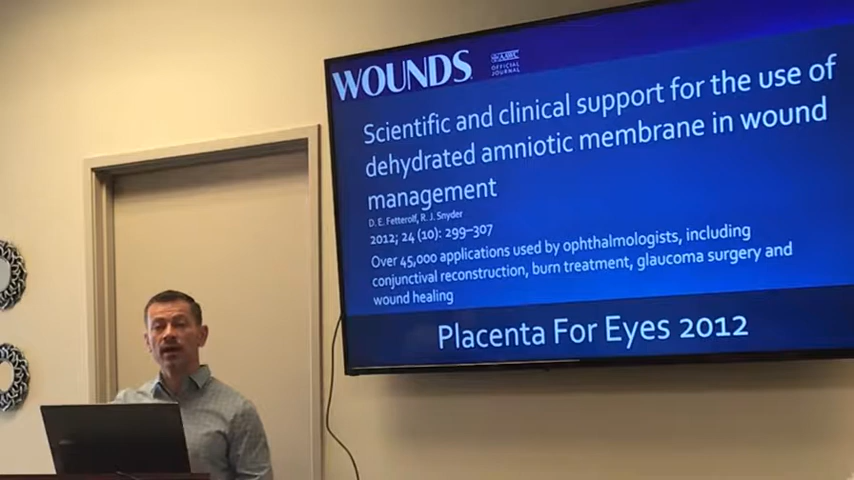 WOUNDS
AAWC
OFFICIAL
JOURNAL
Scientific and clinical support for the use of
dehydrated amniotic membrane in wound
management
D. E. Fetterolf, R. J. Snyder
2012; 24 (10): 299–307
Over 45,000 applications used by ophthalmologists, including
conjunctival reconstruction, burn treatment, glaucoma surgery and
wound healing
Placenta For Eyes 2012